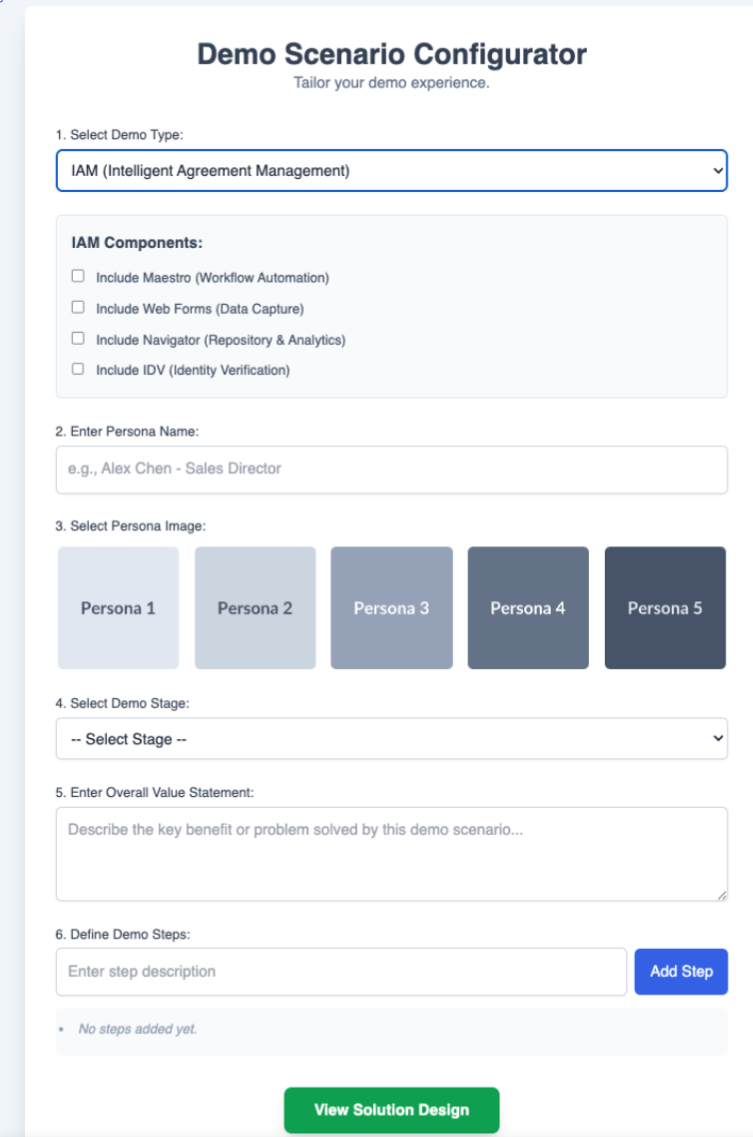 Demo Scenario Configurator
Tailor your demo experience.
1. Select Demo Type:
IAM (Intelligent Agreement Management)
IAM Components:
Include Maestro (Workflow Automation)
Include Web Forms (Data Capture)
Include Navigator (Repository & Analytics)
Include IDV (Identity Verification)
2. Enter Persona Name:
e.g., Alex Chen - Sales Director
3. Select Persona Image:
Persona 1 Persona 2 Persona 3 Persona 4 Persona 5
4. Select Demo Stage:
-- Select Stage --
5. Enter Overall Value Statement:
Describe the key benefit or problem solved by this demo scenario...
6. Define Demo Steps:
Enter step description Add Step
• No steps added yet.
View Solution Design